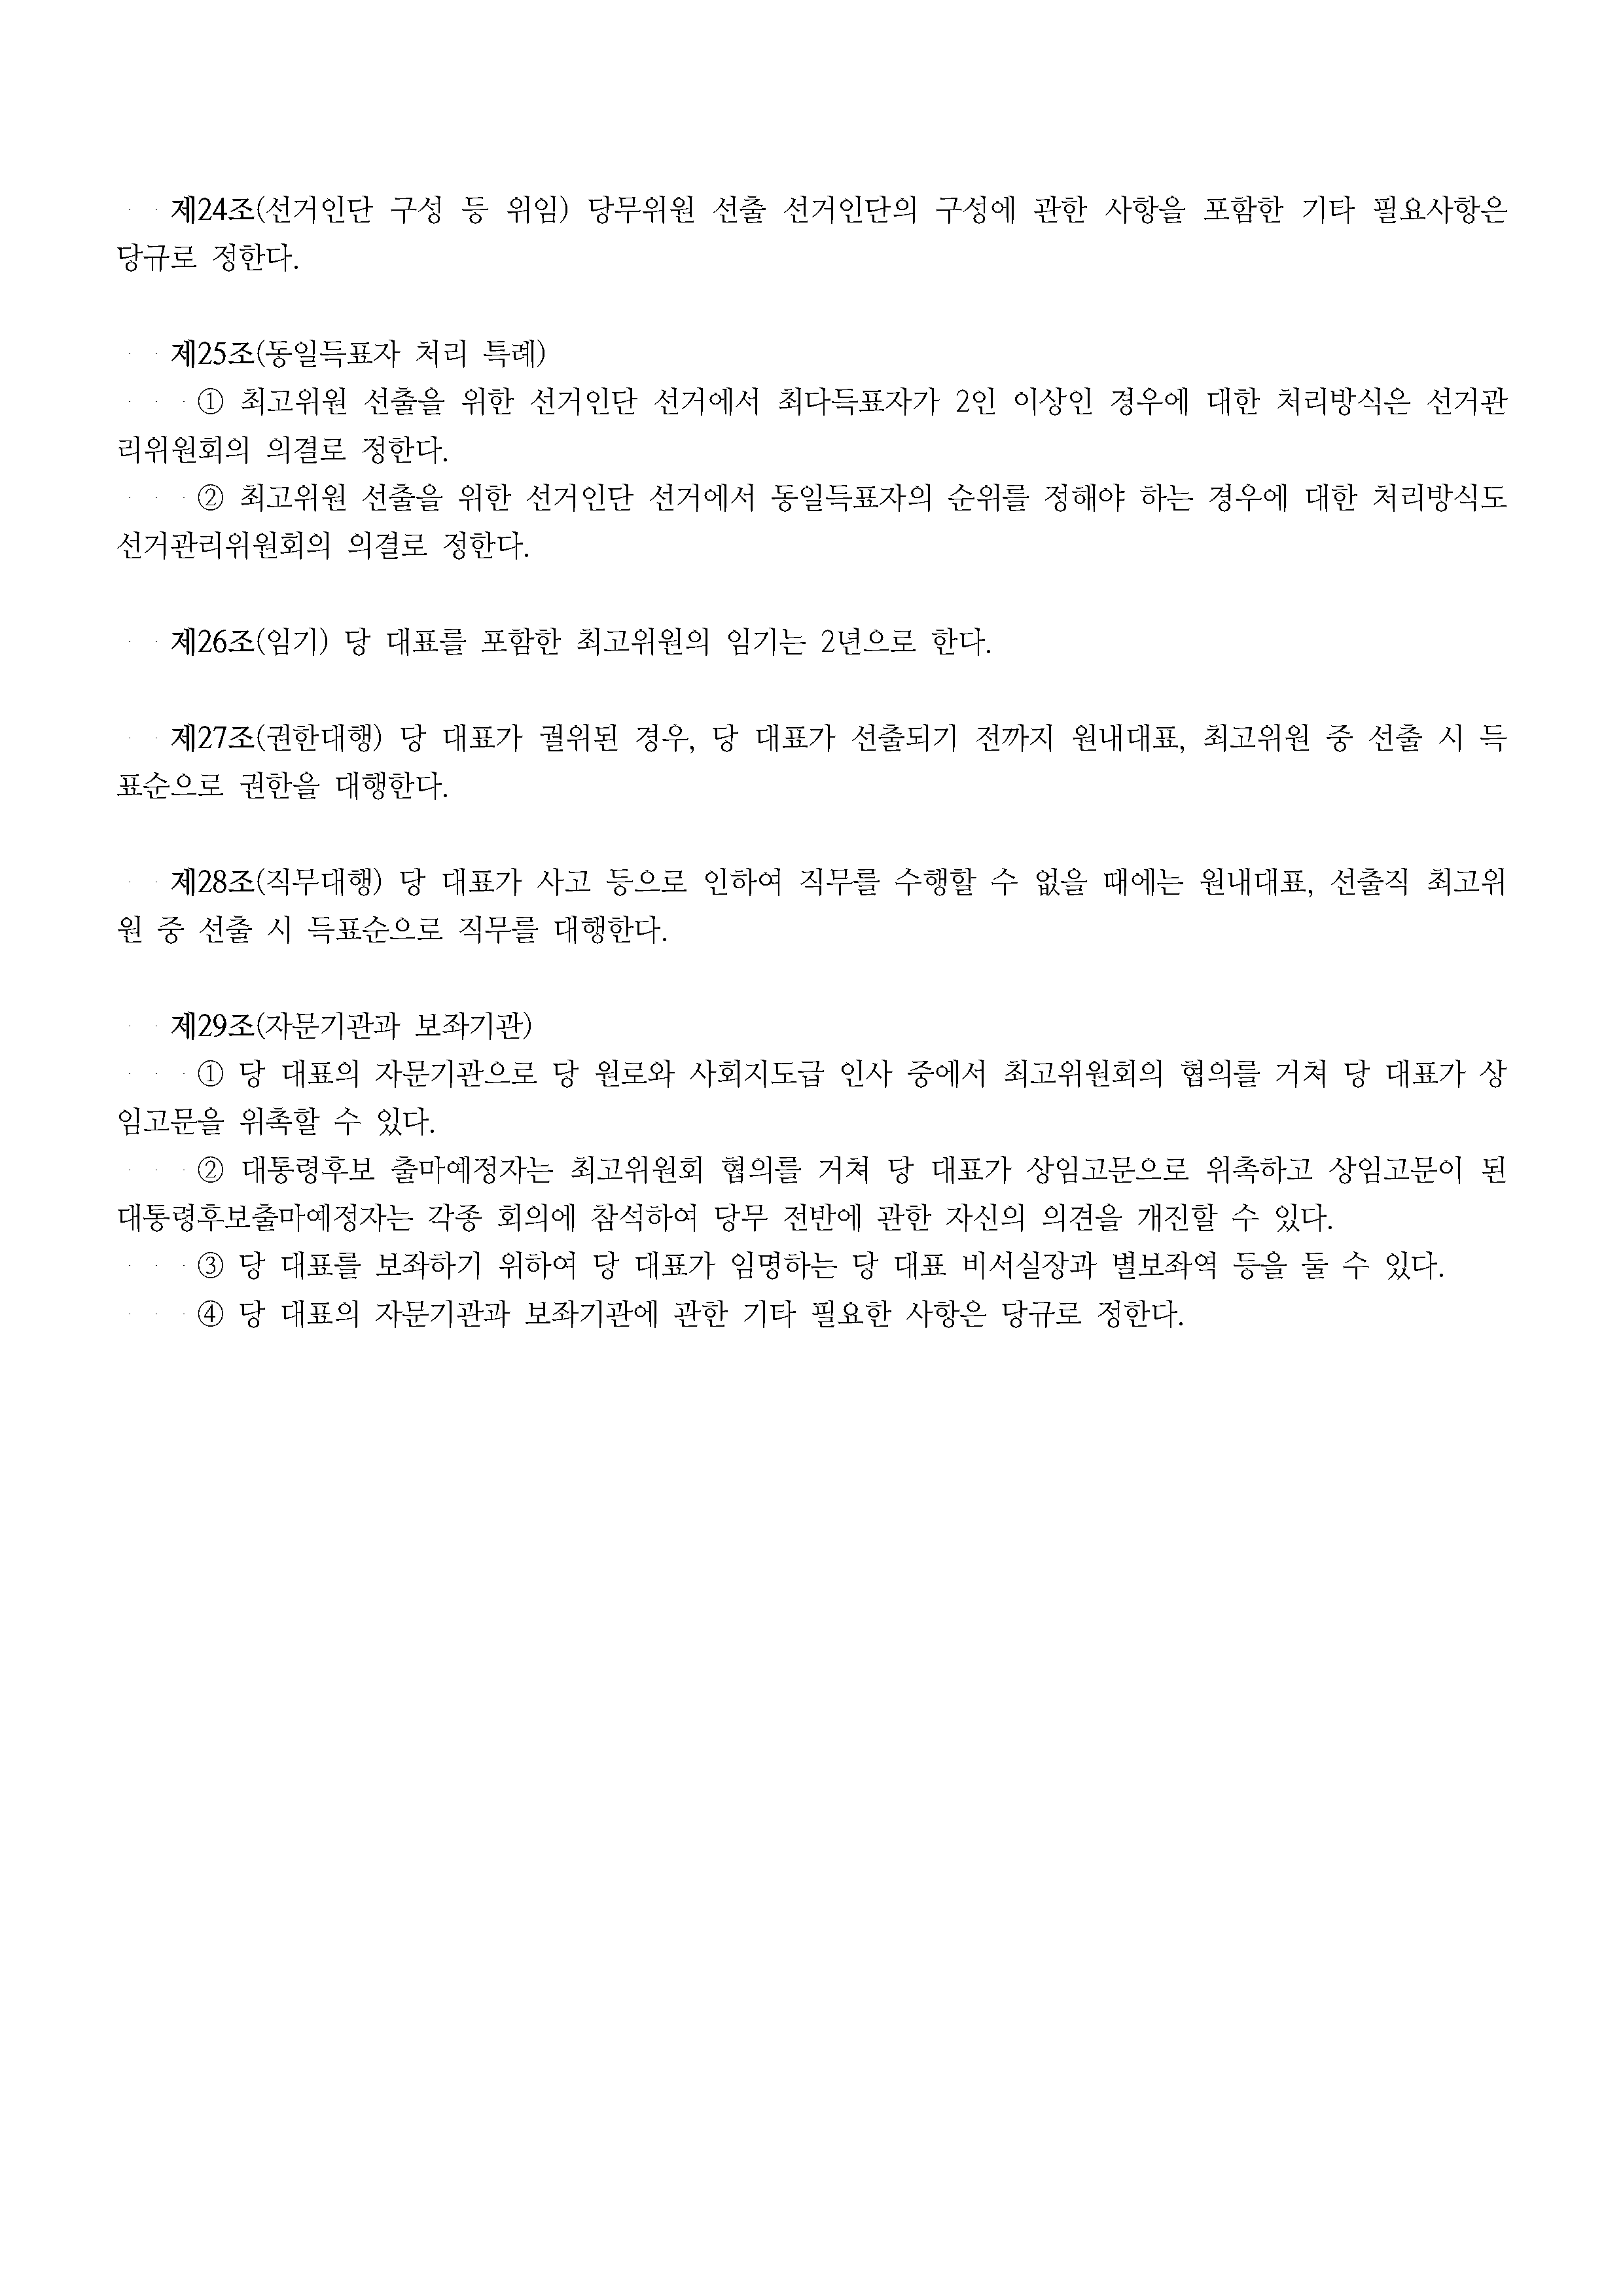 제24조(선거인단 구성 등 위임) 당무위원 선출 선거인단의 구성에 관한 사항을 포함한 기타 필요사항은
당규로 정한다.
제25조(동일득표자 처리 특례)
① 최고위원 선출을 위한 선거인단 선거에서 최다득표자가 2인 이상인 경우에 대한 처리방식은 선거관
리위원회의 의결로 정한다.
② 최고위원 선출을 위한 선거인단 선거에서 동일득표자의 순위를 정해야 하는 경우에 대한 처리방식도
선거관리위원회의 의결로 정한다.
제26조(임기) 당 대표를 포함한 최고위원의 임기는 2년으로 한다.
제27조(권한대행) 당 대표가 궐위된 경우, 당 대표가 선출되기 전까지 원내대표, 최고위원 중 선출 시 득
표순으로 권한을 대행한다.
제28조(직무대행) 당 대표가 사고 등으로 인하여 직무를 수행할 수 없을 때에는 원내대표, 선출직 최고위
원 중 선출 시 득표순으로 직무를 대행한다.
제29조(자문기관과 보좌기관)
① 당 대표의 자문기관으로 당 원로와 사회지도급 인사 중에서 최고위원회의 협의를 거쳐 당 대표가 상
임고문을 위촉할 수 있다.
② 대통령후보 출마예정자는 최고위원회 협의를 거쳐 당 대표가 상임고문으로 위촉하고 상임고문이 된
대통령후보출마예정자는 각종 회의에 참석하여 당무 전반에 관한 자신의 의견을 개진할 수 있다.
③ 당 대표를 보좌하기 위하여 당 대표가 임명하는 당 대표 비서실장과 별보좌역 등을 둘 수 있다.
④ 당 대표의 자문기관과 보좌기관에 관한 기타 필요한 사항은 당규로 정한다.